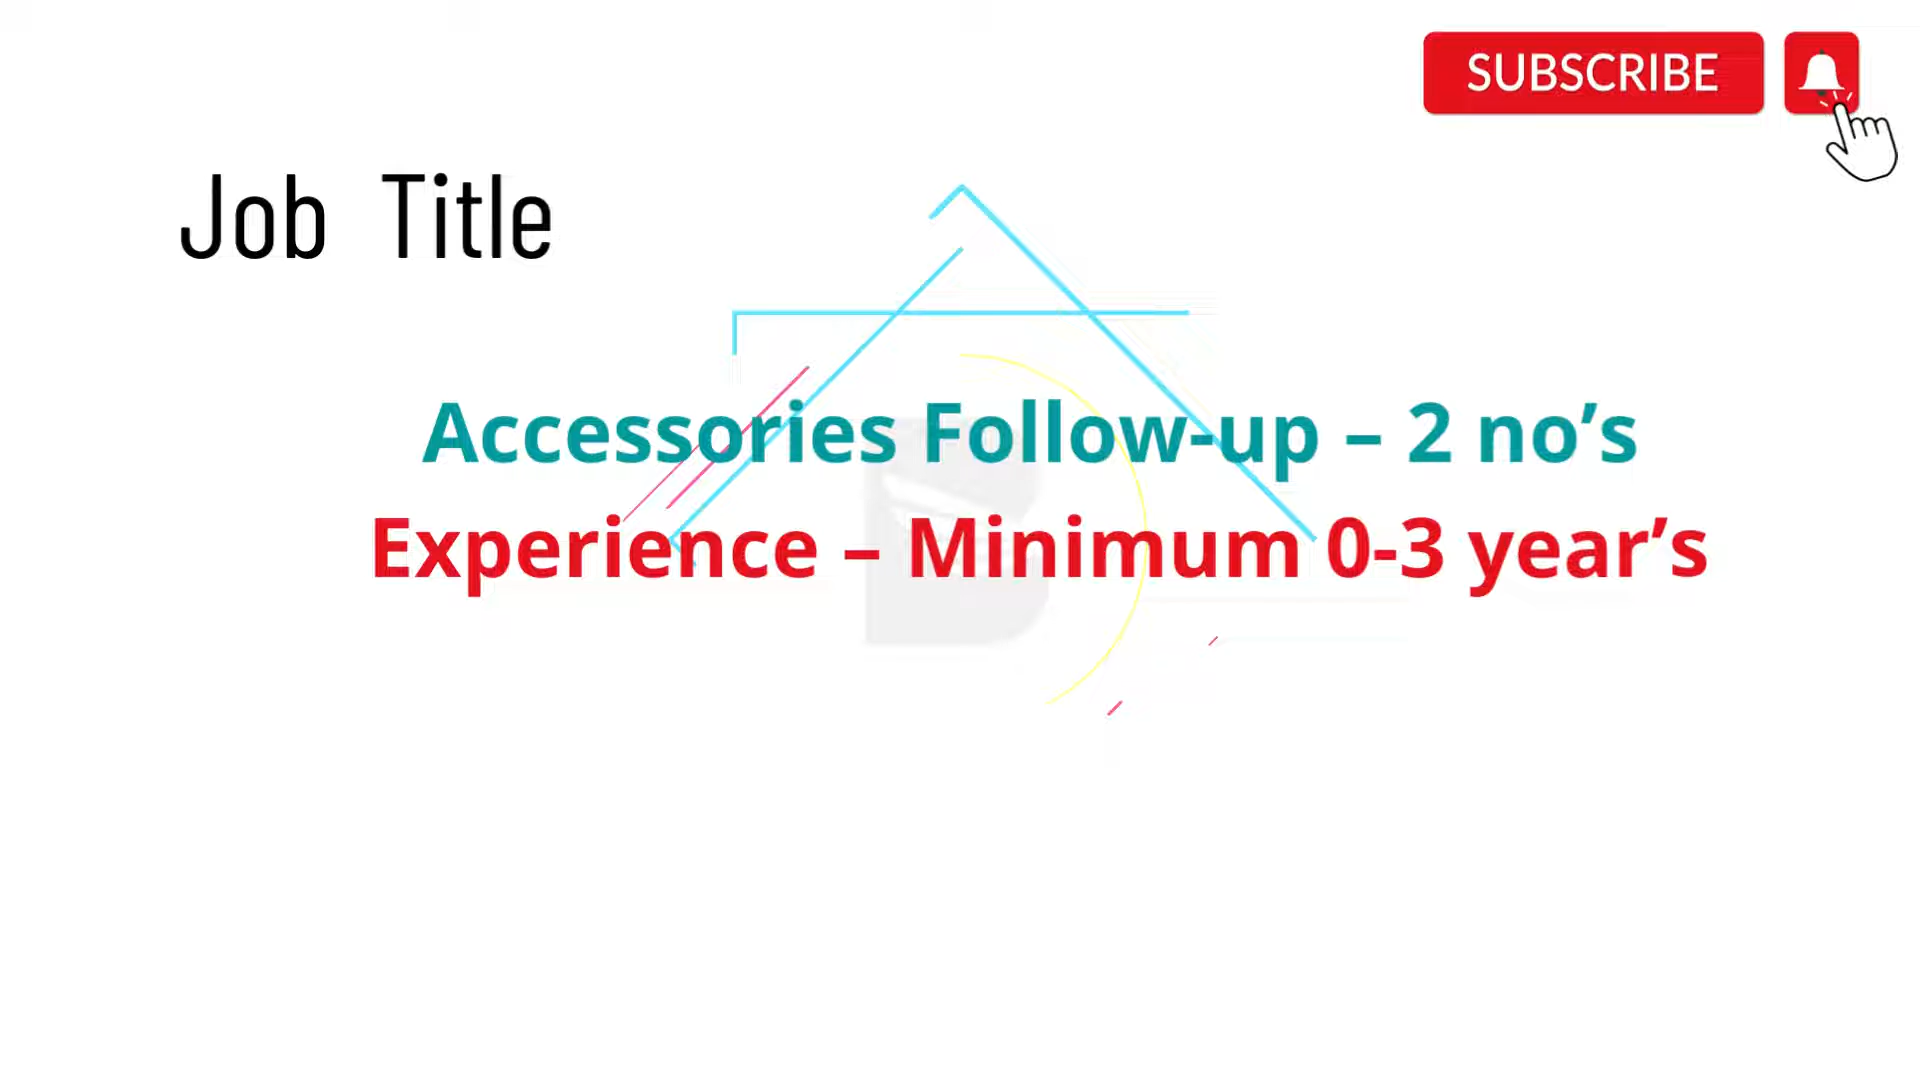 SUBSCRIBE
Job Title
Accessories Follow-up – 2 no’s
Experience – Minimum 0-3 year’s